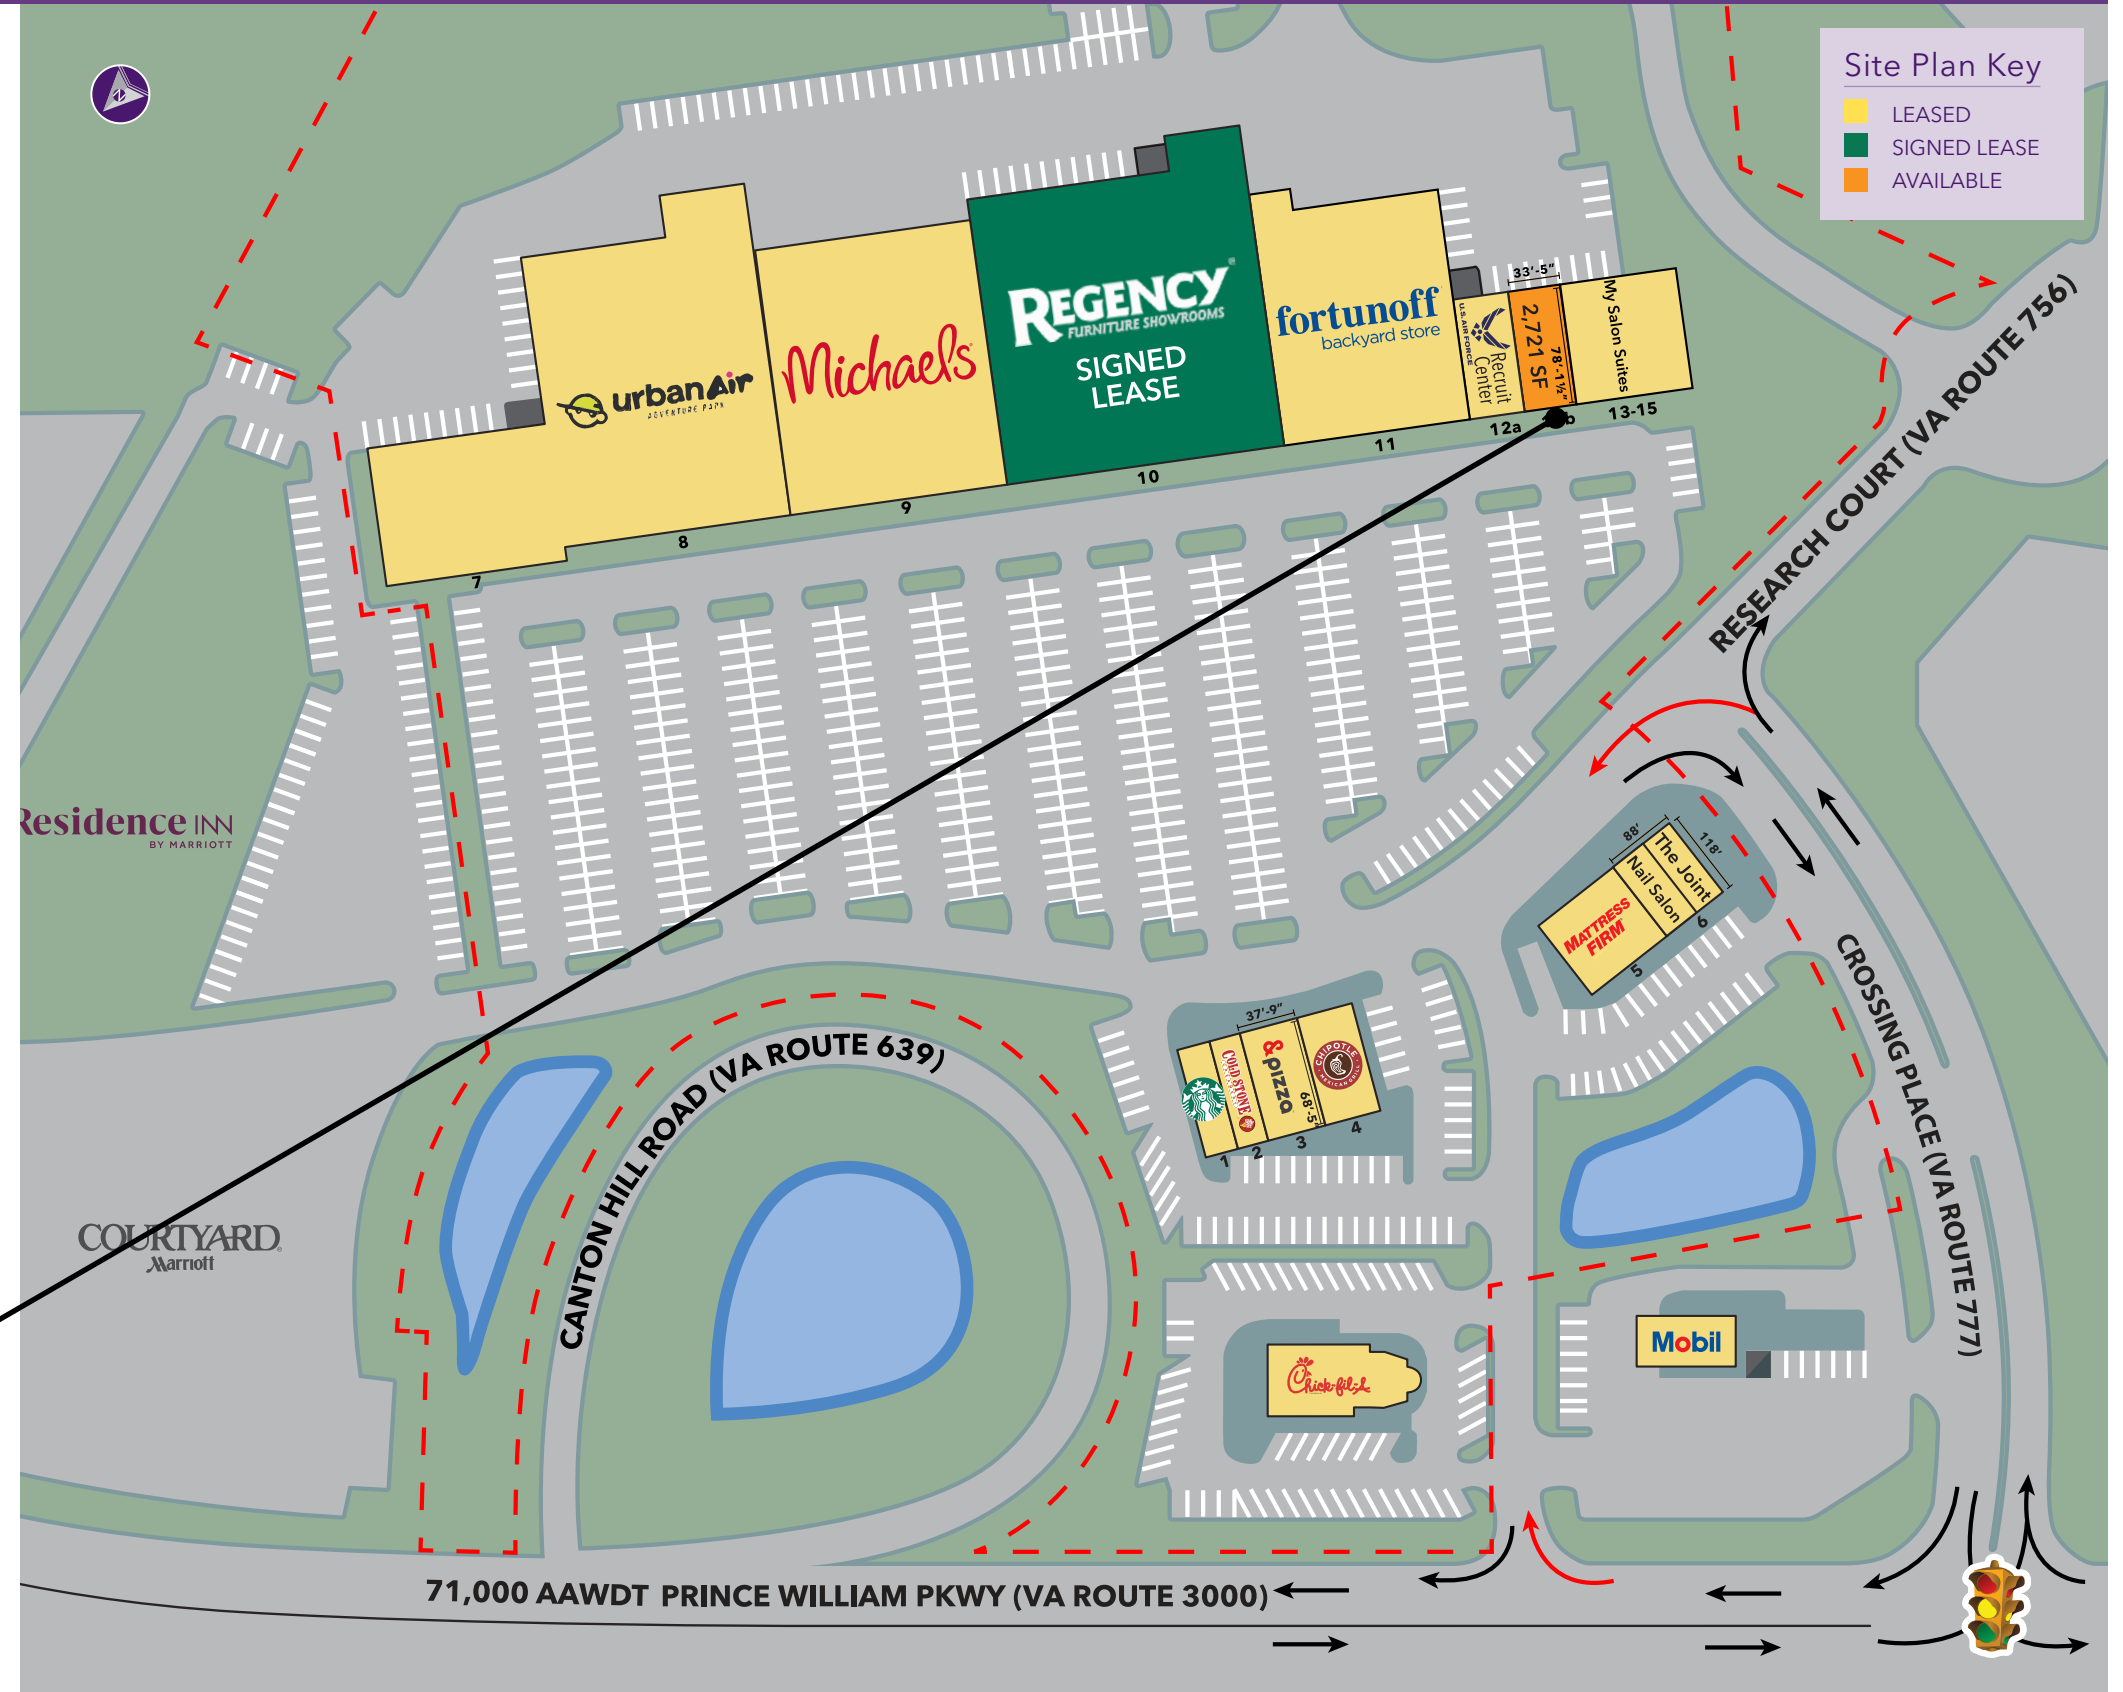 Site Plan Key
LEASED
SIGNED LEASE
AVAILABLE
REGENCY
FURNITURE SHOWROOMS
SIGNED
LEASE
fortunoff
backyard store
Michaels
urbanAir
ADVENTURE PARK
U.S. AIR FORCE
Recruit
Center
33'-5"
2,721 SF
78'-1½"
My Salon Suites
7
8
9
10
11
12a
b
13-15
RESEARCH COURT (VA ROUTE 756)
Residence INN
BY MARRIOTT
88'
118'
The Joint
Nail Salon
MATTRESS
FIRM
5
6
CROSSING PLACE (VA ROUTE 777)
CANTON HILL ROAD (VA ROUTE 639)
37'-9"
COLD STONE
&pizza
68'-5"
CHIPOTLE
MEXICAN GRILL
1
2
3
4
COURTYARD
Marriott
Chick-fil-A
Mobil
71,000 AAWDT PRINCE WILLIAM PKWY (VA ROUTE 3000)